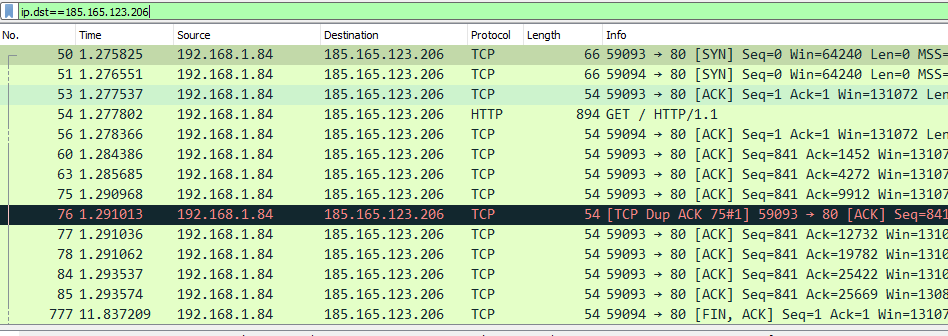 ip.dst==185.165.123.206
No. Time Source Destination Protocol Length Info
50 1.275825 192.168.1.84 185.165.123.206 TCP 66 59093 → 80 [SYN] Seq=0 Win=64240 Len=0 MSS=
51 1.276551 192.168.1.84 185.165.123.206 TCP 66 59094 → 80 [SYN] Seq=0 Win=64240 Len=0 MSS=
53 1.277537 192.168.1.84 185.165.123.206 TCP 54 59093 → 80 [ACK] Seq=1 Ack=1 Win=131072 Len
54 1.277802 192.168.1.84 185.165.123.206 HTTP 894 GET / HTTP/1.1
56 1.278366 192.168.1.84 185.165.123.206 TCP 54 59094 → 80 [ACK] Seq=1 Ack=1 Win=131072 Len
60 1.284386 192.168.1.84 185.165.123.206 TCP 54 59093 → 80 [ACK] Seq=841 Ack=1452 Win=13107
63 1.285685 192.168.1.84 185.165.123.206 TCP 54 59093 → 80 [ACK] Seq=841 Ack=4272 Win=13107
75 1.290968 192.168.1.84 185.165.123.206 TCP 54 59093 → 80 [ACK] Seq=841 Ack=9912 Win=13107
76 1.291013 192.168.1.84 185.165.123.206 TCP 54 [TCP Dup ACK 75#1] 59093 → 80 [ACK] Seq=841
77 1.291036 192.168.1.84 185.165.123.206 TCP 54 59093 → 80 [ACK] Seq=841 Ack=12732 Win=1310
78 1.291062 192.168.1.84 185.165.123.206 TCP 54 59093 → 80 [ACK] Seq=841 Ack=19782 Win=1310
84 1.293537 192.168.1.84 185.165.123.206 TCP 54 59093 → 80 [ACK] Seq=841 Ack=25422 Win=1310
85 1.293574 192.168.1.84 185.165.123.206 TCP 54 59093 → 80 [ACK] Seq=841 Ack=25669 Win=1308
777 11.837209 192.168.1.84 185.165.123.206 TCP 54 59094 → 80 [FIN, ACK] Seq=1 Ack=1 Win=13107